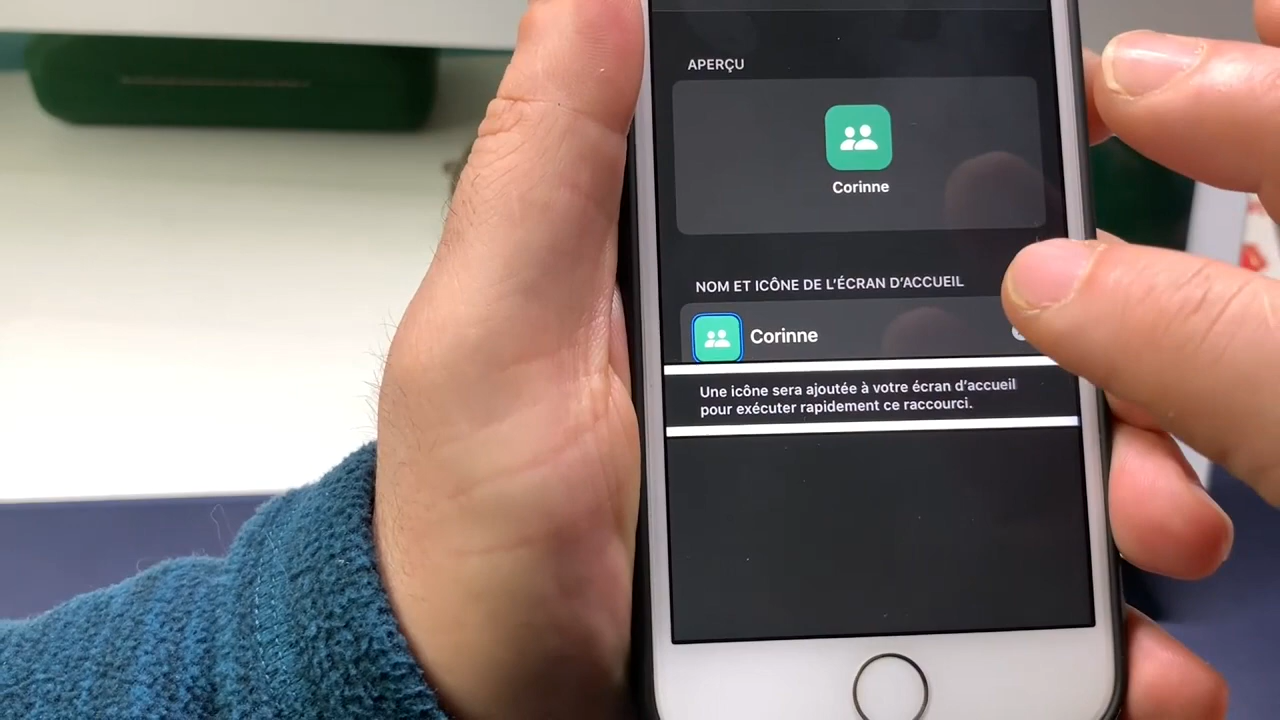 APERÇU
Corinne
NOM ET ICÔNE DE L'ÉCRAN D'ACCUEIL
Corinne
Une icône sera ajoutée à votre écran d'accueil
pour exécuter rapidement ce raccourci.